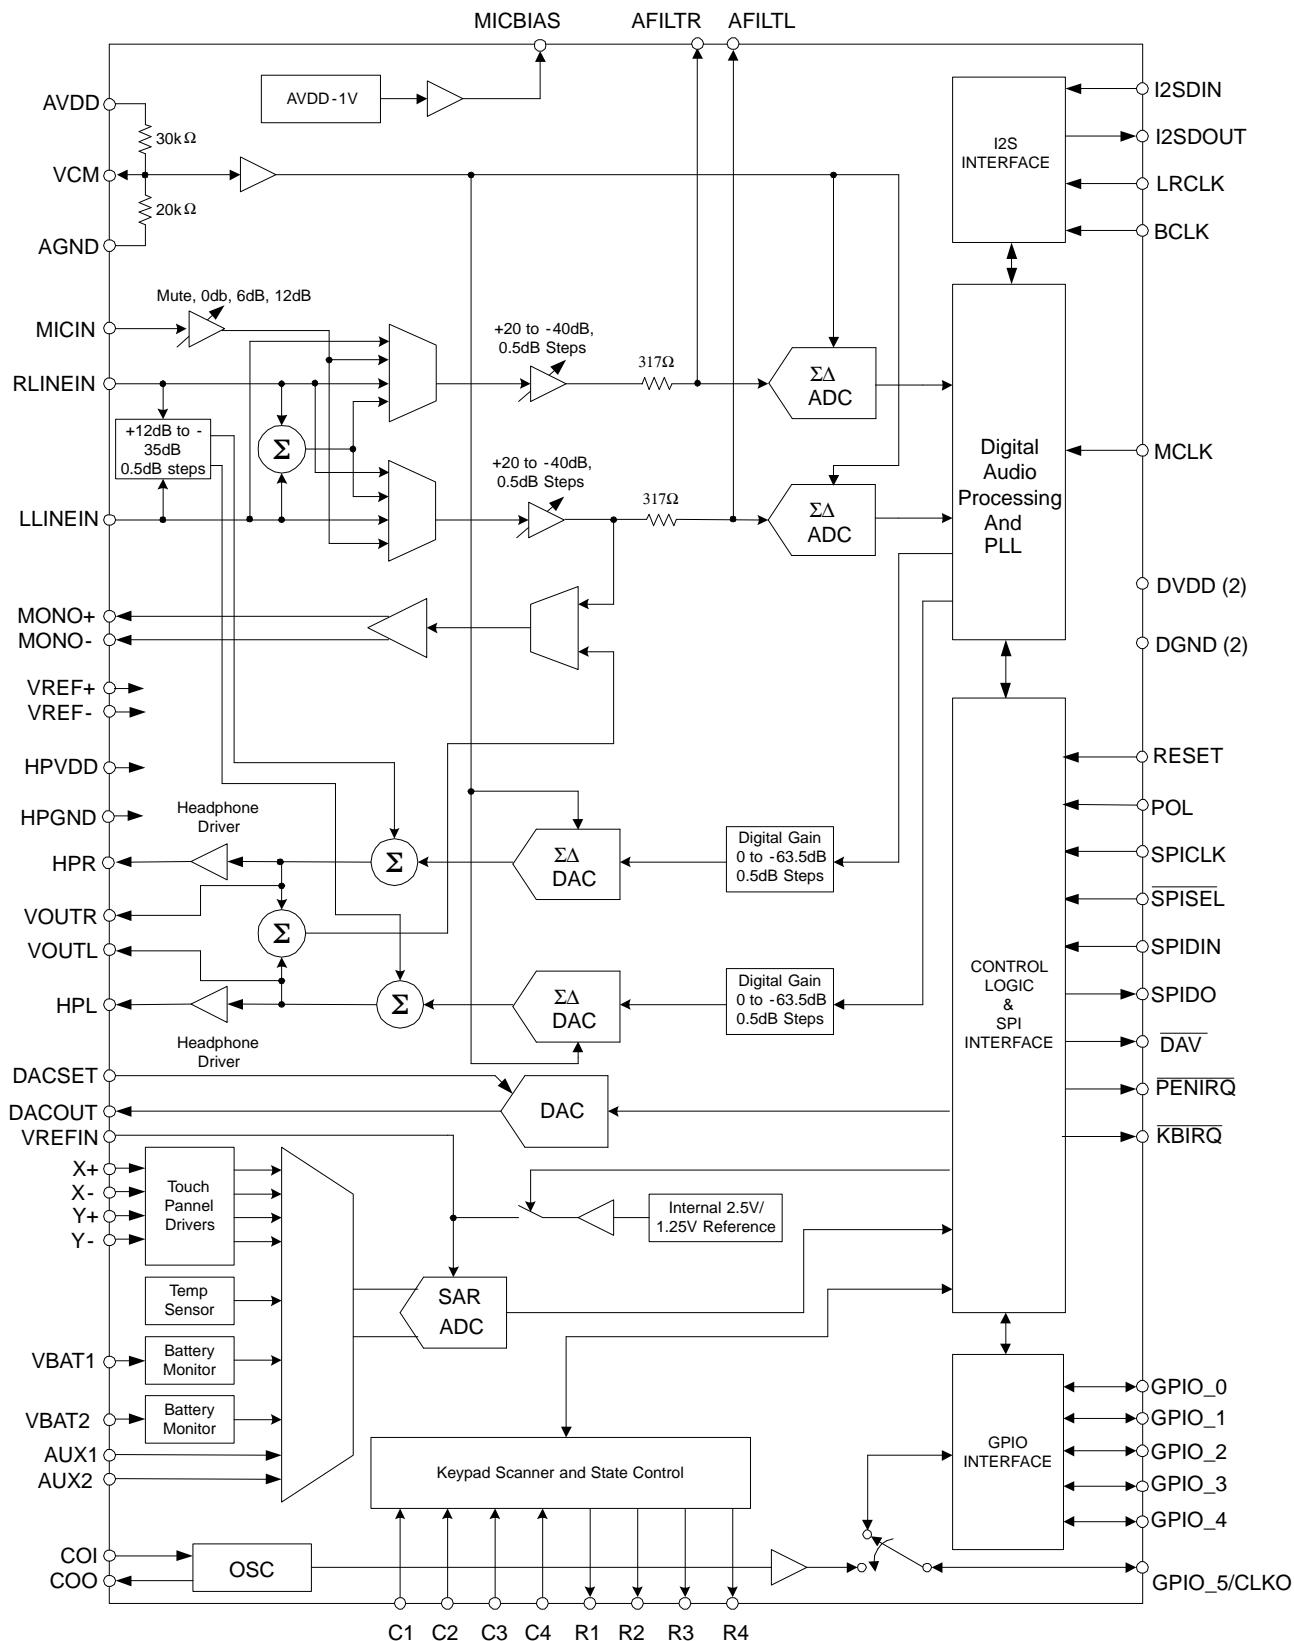 MICBIAS AFILTR AFILTL
AVDD
AVDD-1V
30kΩ
VCM
20kΩ
AGND
I2SDIN
I2S
INTERFACE
I2SDOUT
LRCLK
BCLK
Mute, 0db, 6dB, 12dB
MICIN
+20 to -40dB,
0.5dB Steps
317Ω
RLINEIN
ΣΔ
ADC
+12dB to -
35dB
0.5dB steps
Σ
Digital
Audio
Processing
And
PLL
MCLK
+20 to -40dB,
0.5dB Steps
317Ω
LLINEIN
ΣΔ
ADC
DVDD (2)
MONO+
MONO-
DGND (2)
VREF+
VREF-
HPVDD
RESET
HPGND
Headphone
Driver
POL
HPR
Σ
ΣΔ
DAC
Digital Gain
0 to -63.5dB
0.5dB Steps
SPICLK
SPISEL
VOUTR
Σ
VOUTL
SPIDIN
CONTROL
LOGIC
&
SPI
INTERFACE
SPIDO
HPL
Σ
ΣΔ
DAC
Digital Gain
0 to -63.5dB
0.5dB Steps
Headphone
Driver
DAV
DACSET
PENIRQ
DACOUT
DAC
VREFIN
KBIRQ
X+
X-
Y+
Y-
Touch
Pannel
Drivers
Internal 2.5V/
1.25V Reference
Temp
Sensor
SAR
ADC
VBAT1
Battery
Monitor
VBAT2
Battery
Monitor
AUX1
AUX2
Keypad Scanner and State Control
GPIO
INTERFACE
GPIO_0
GPIO_1
GPIO_2
GPIO_3
GPIO_4
COI
COO
OSC
GPIO_5/CLKO
C1 C2 C3 C4 R1 R2 R3 R4